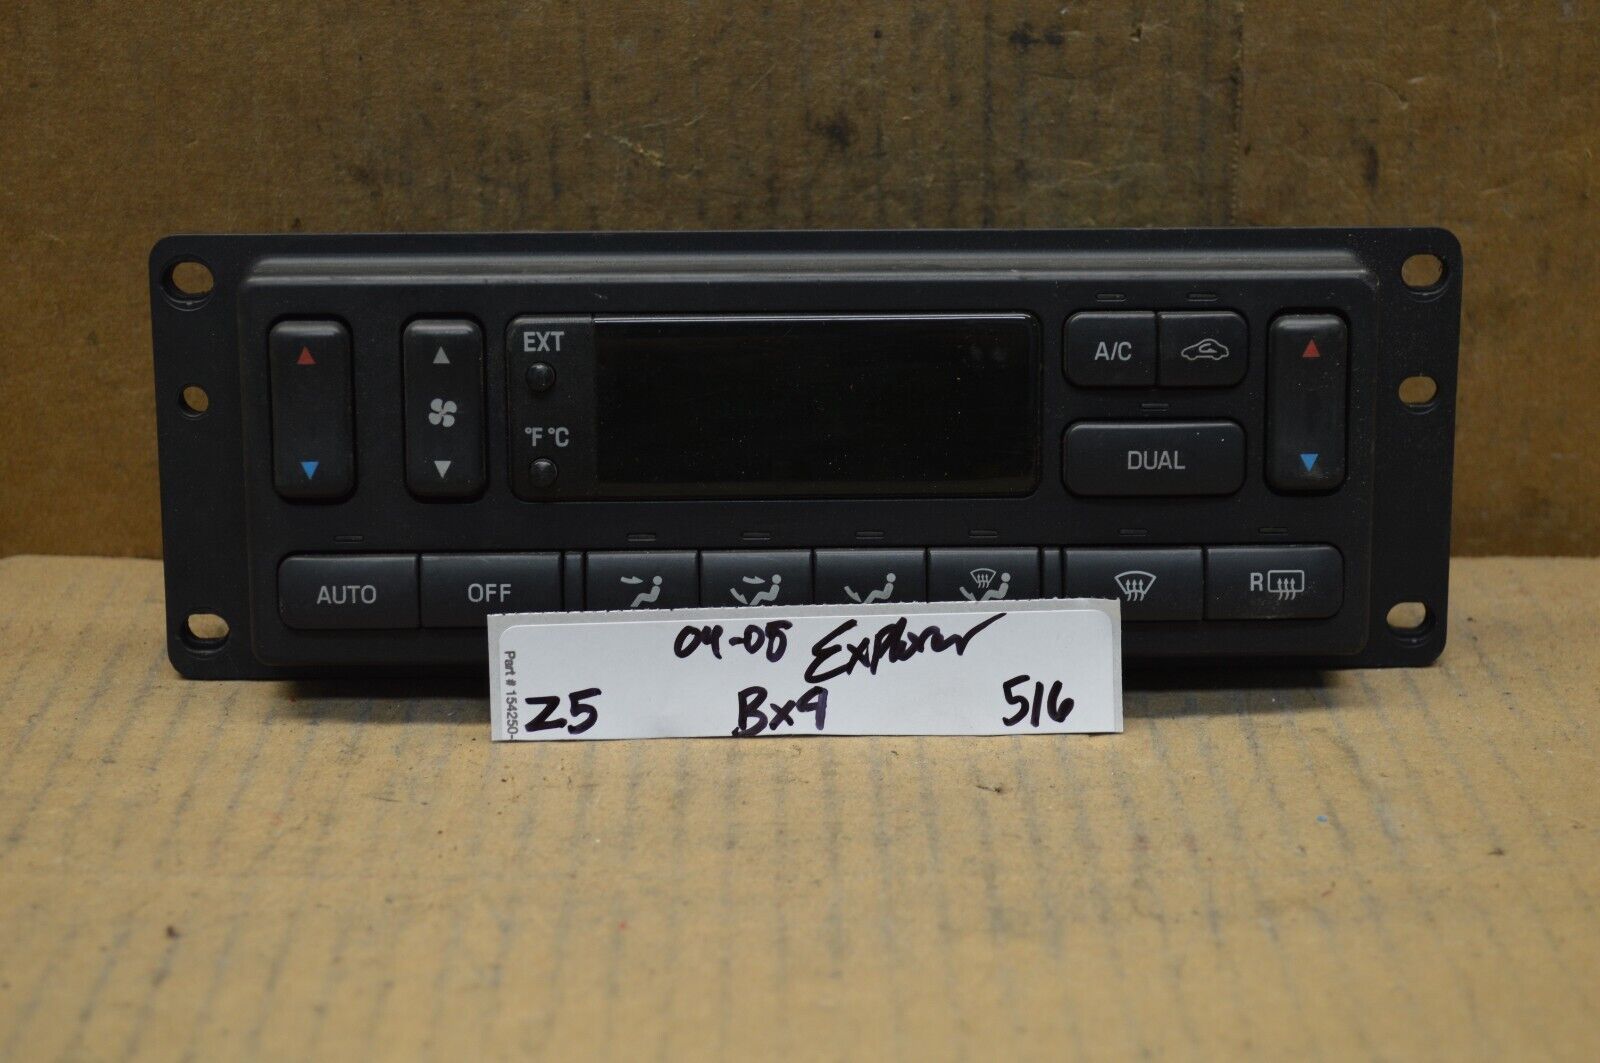 EXT
°F °C
A/C
DUAL
AUTO
OFF
R
04-05 Explorer
Z5 Bx9 516
Part # 154250-